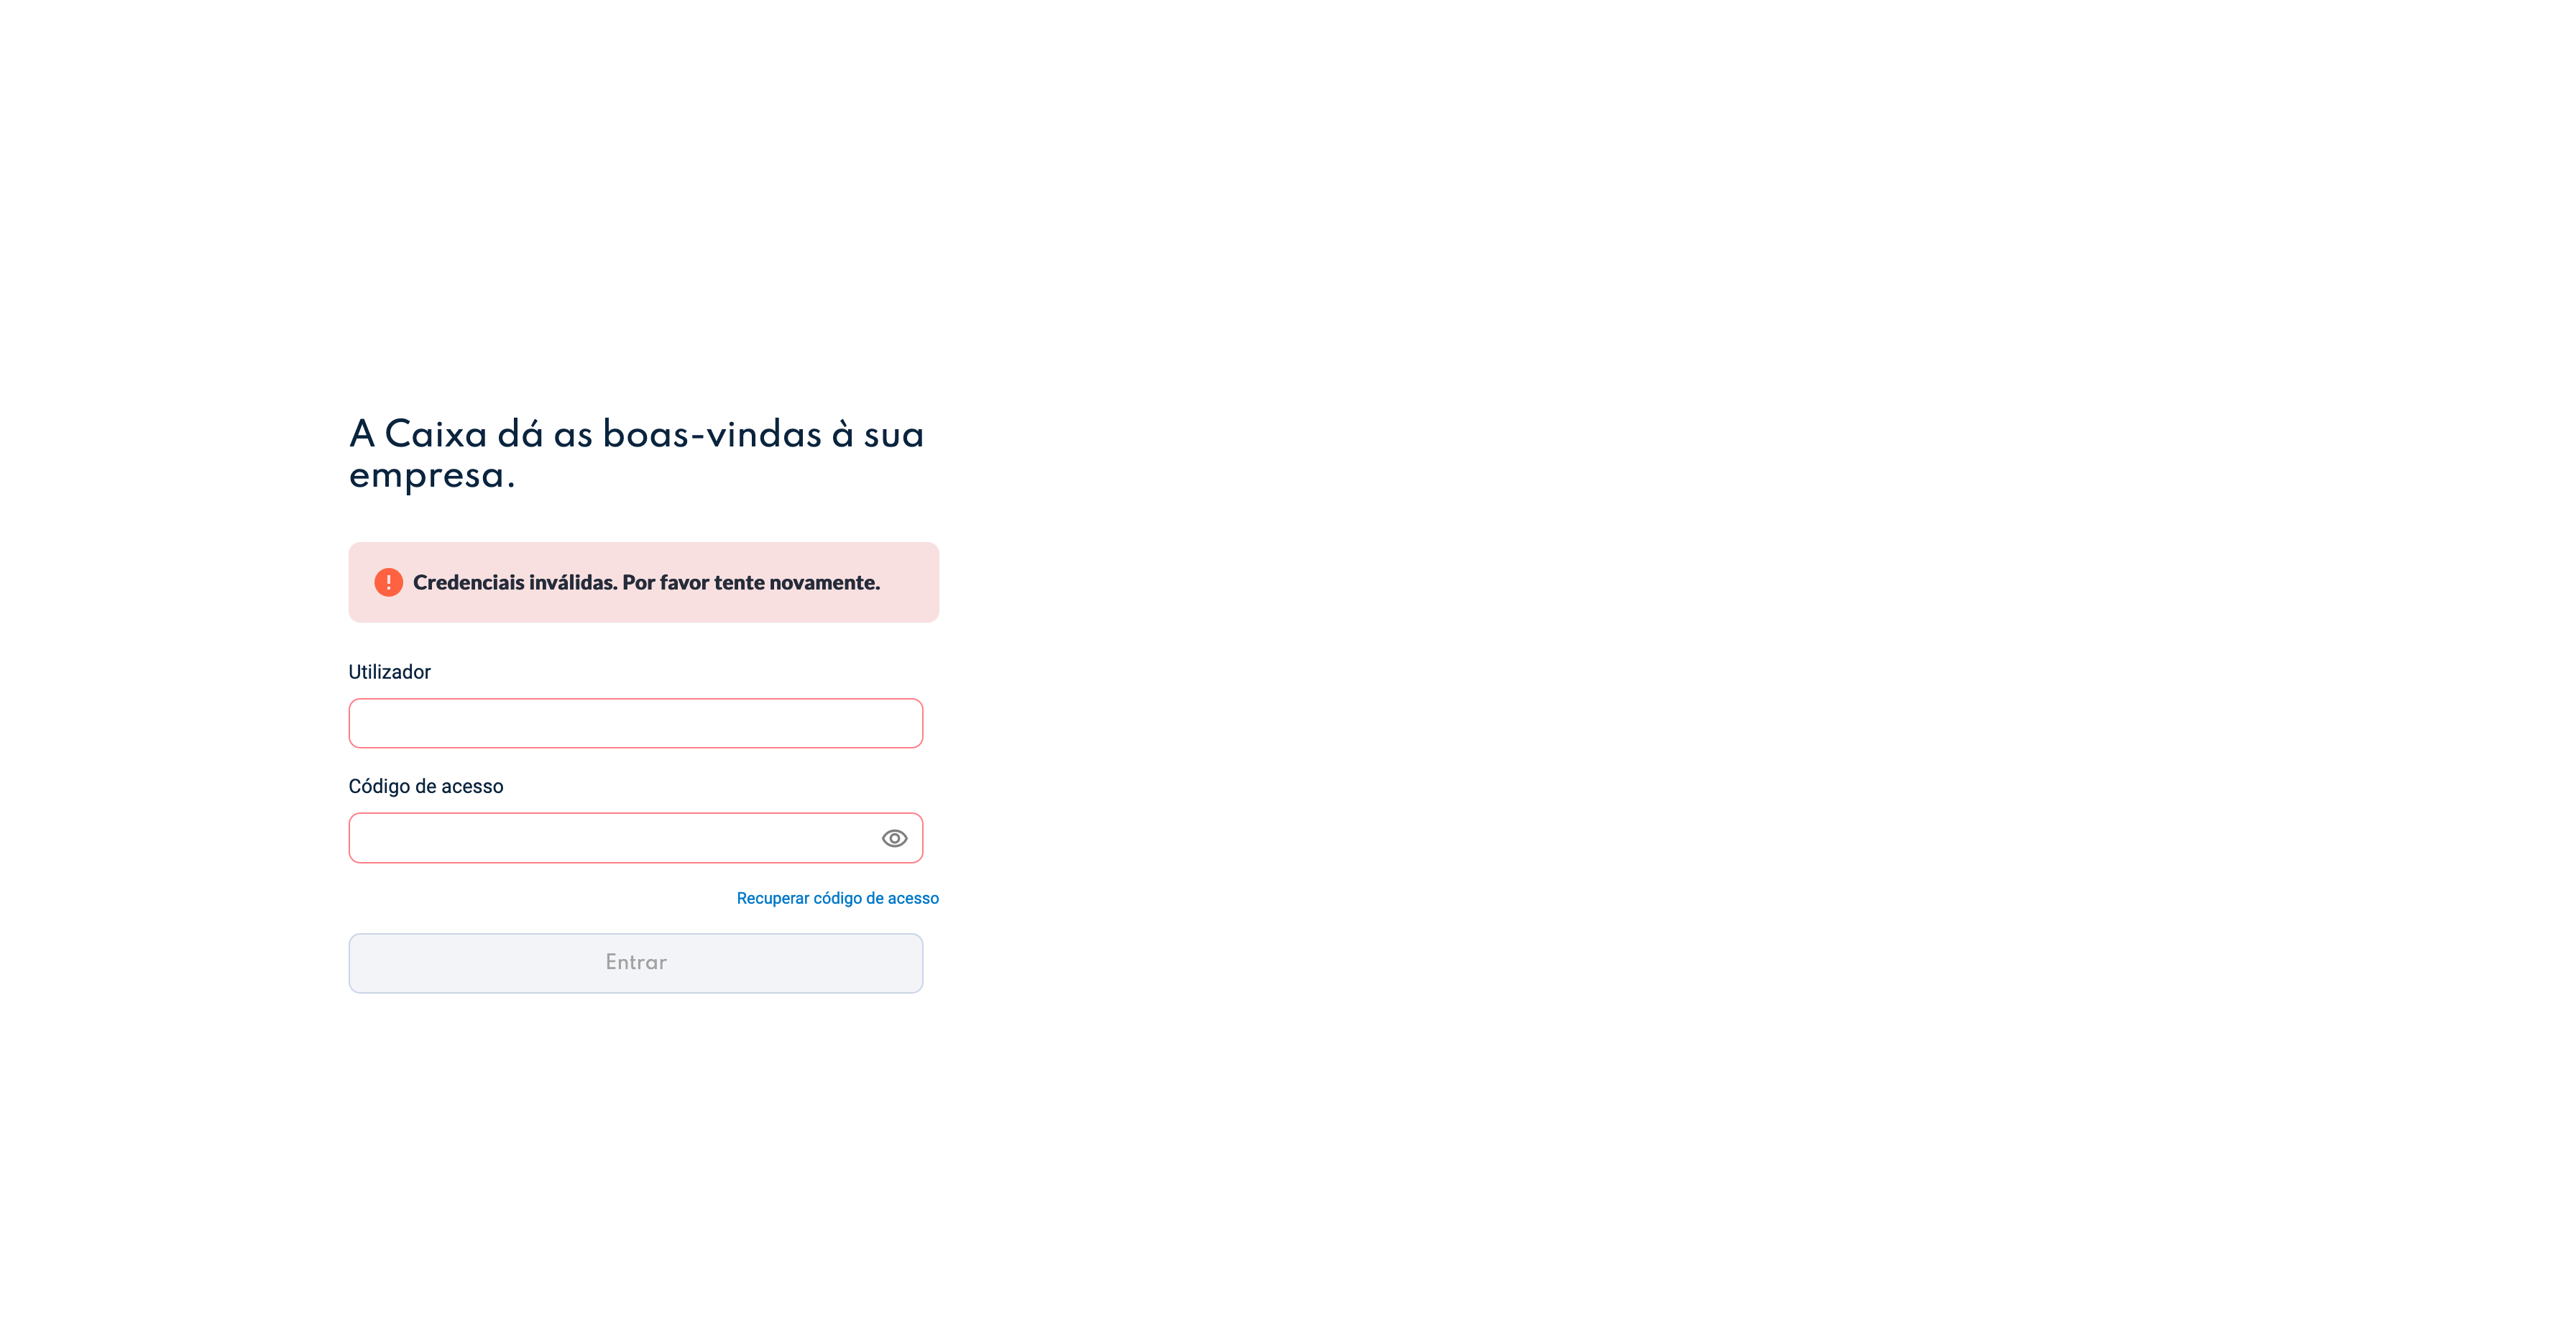 A Caixa dá as boas-vindas à sua
empresa.
Credenciais inválidas. Por favor tente novamente.
Utilizador
Código de acesso
Recuperar código de acesso
Entrar